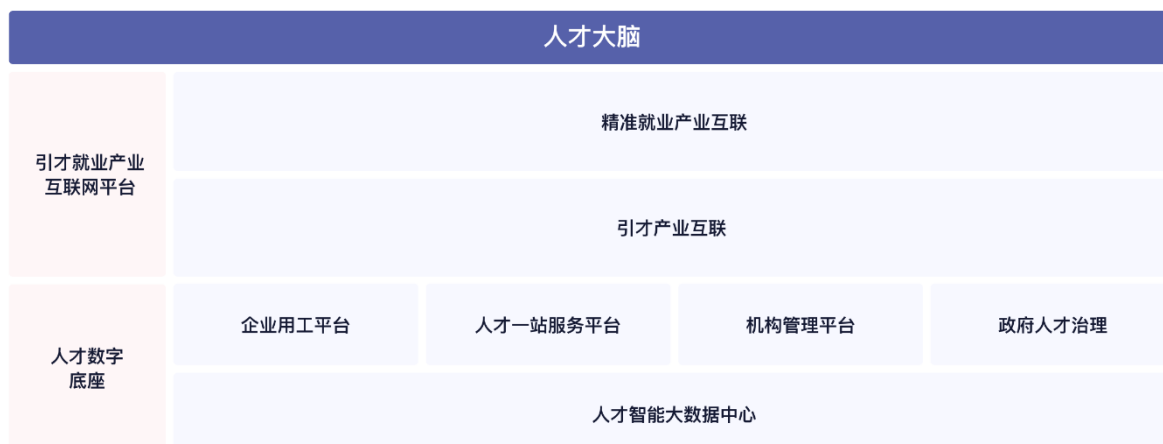 人才大脑
引才就业产业
互联网平台
精准就业产业互联
引才产业互联
人才数字
底座
企业用工平台
人才一站服务平台
机构管理平台
政府人才治理
人才智能大数据中心